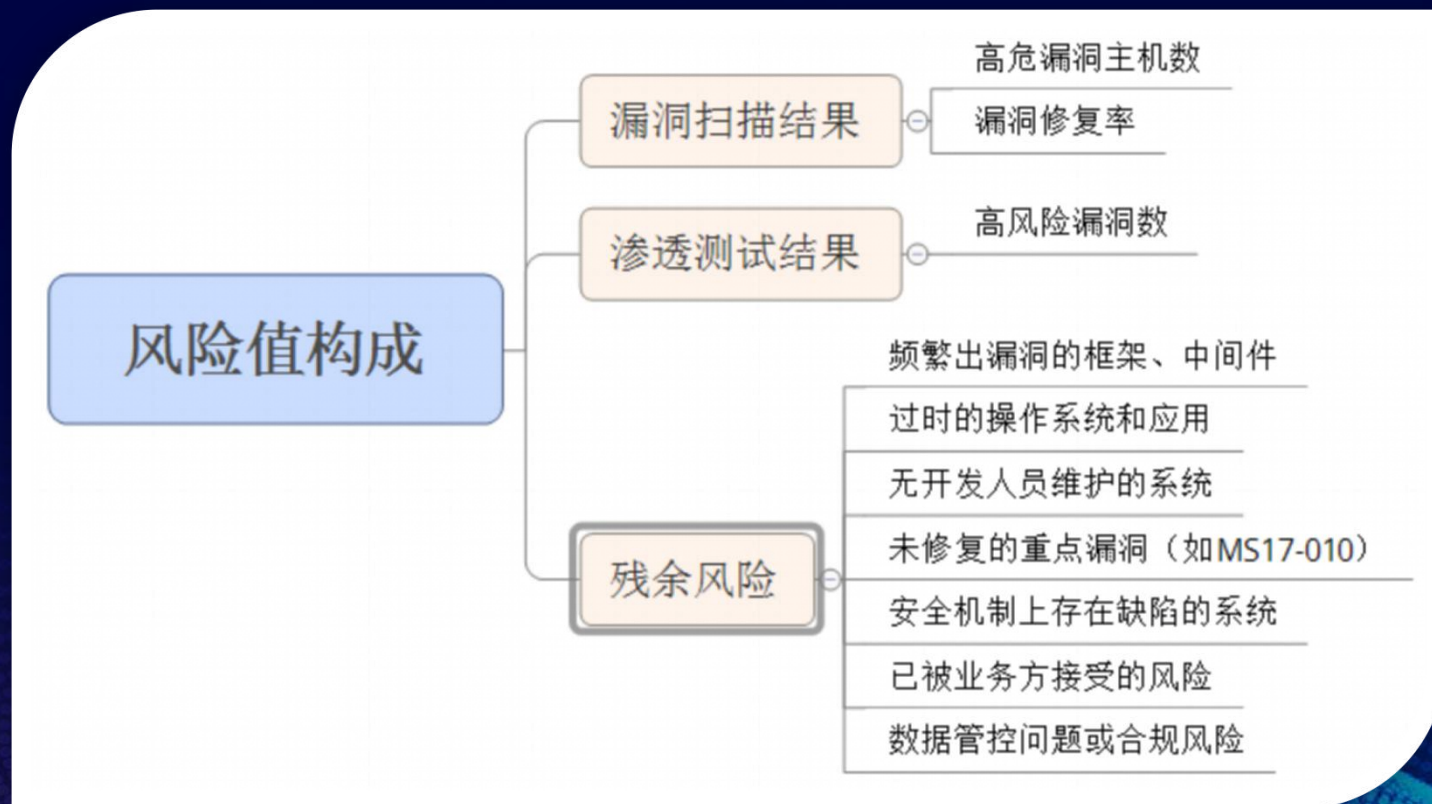 风险值构成
漏洞扫描结果
高危漏洞主机数
漏洞修复率
渗透测试结果
高风险漏洞数
残余风险
频繁出漏洞的框架、中间件
过时的操作系统和应用
无开发人员维护的系统
未修复的重点漏洞（如MS17-010）
安全机制上存在缺陷的系统
已被业务方接受的风险
数据管控问题或合规风险